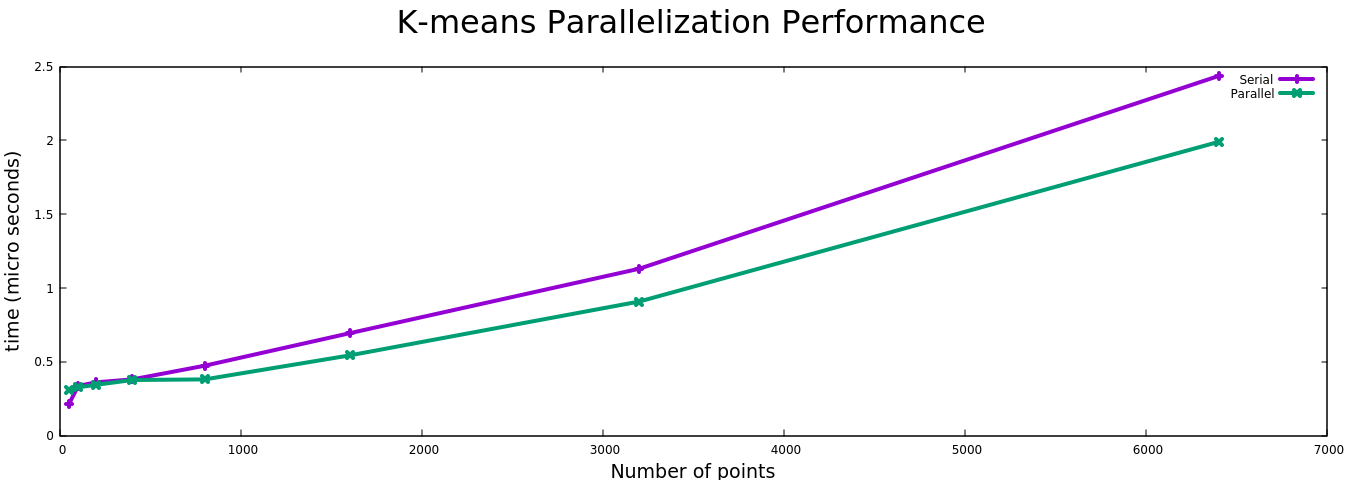 K-means Parallelization Performance
2.5
2
1.5
1
0.5
0
time (micro seconds)
Serial
Parallel
0 1000 2000 3000 4000 5000 6000 7000
Number of points